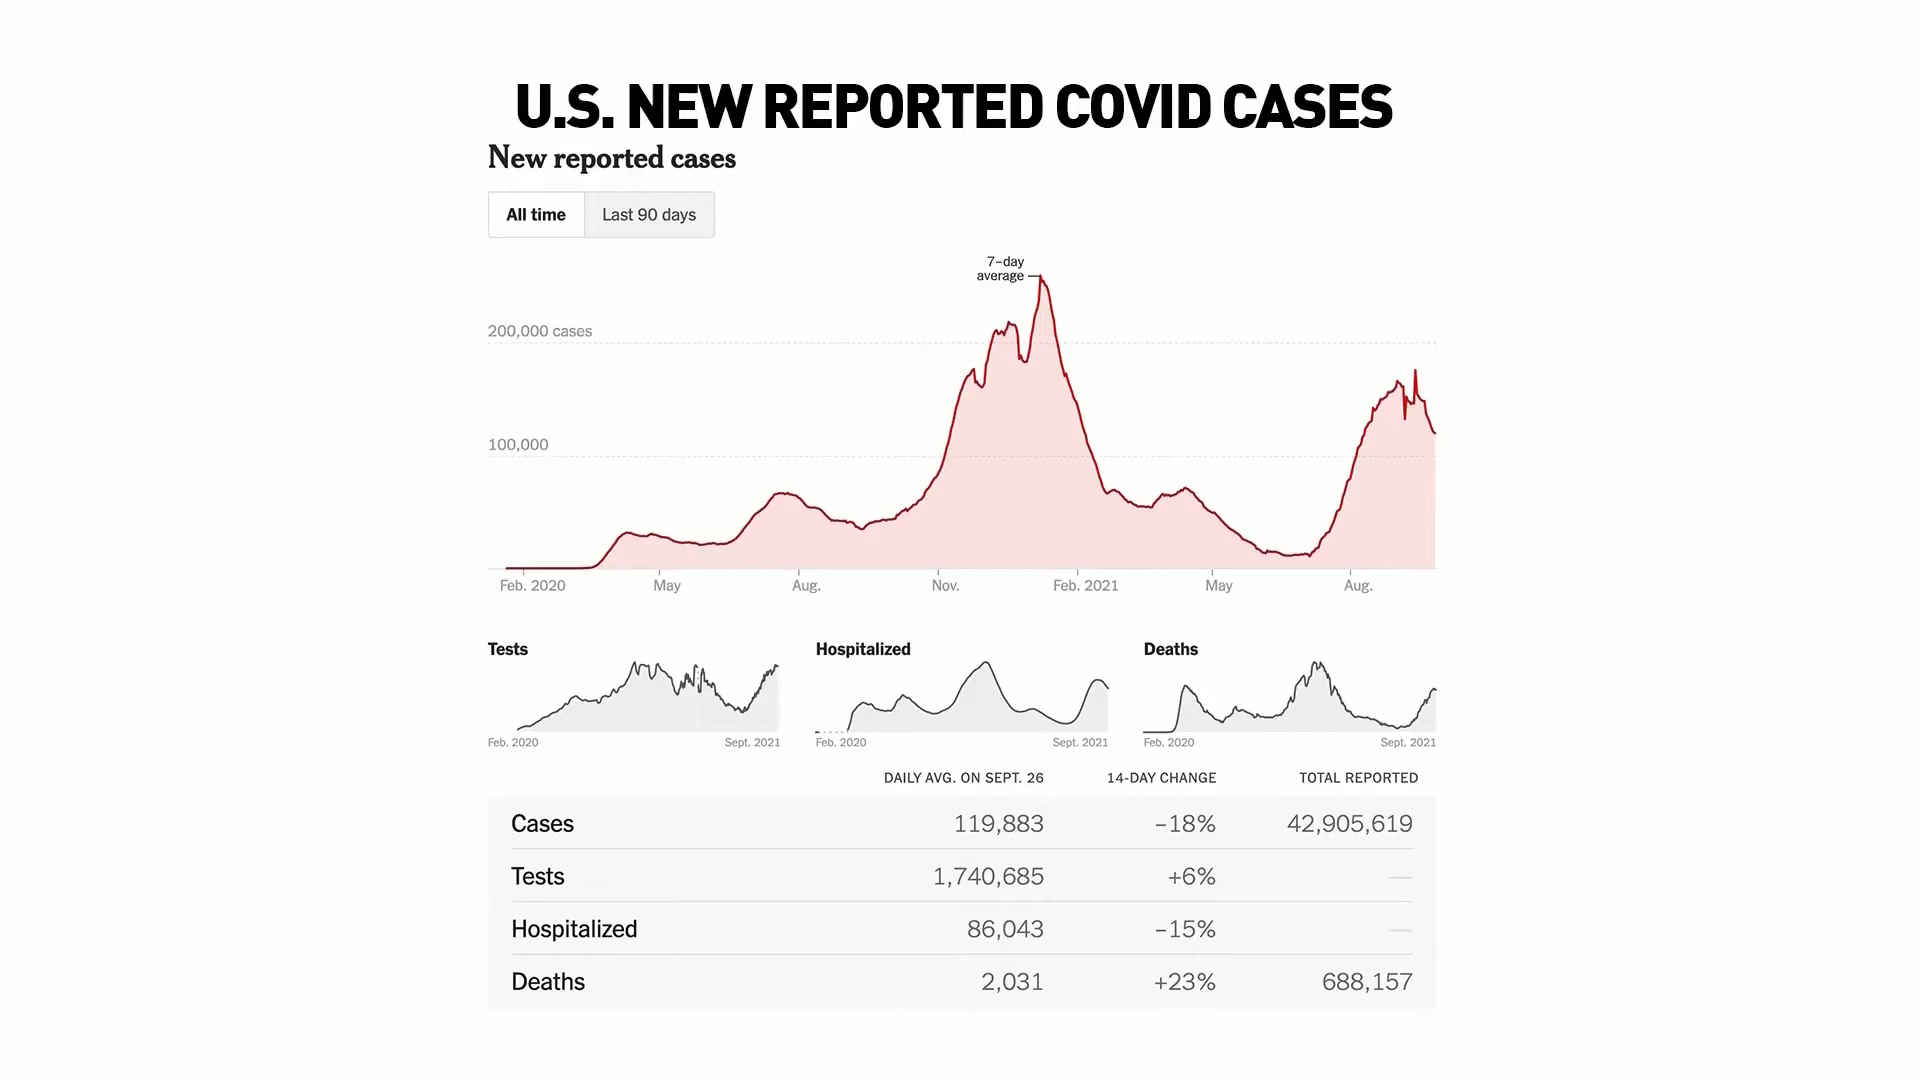 U.S. NEW REPORTED COVID CASES
New reported cases
All time Last 90 days
7–day
average
200,000 cases
100,000
Feb. 2020 May Aug. Nov. Feb. 2021 May Aug.
Tests Hospitalized Deaths
Feb. 2020 Sept. 2021 Feb. 2020 Sept. 2021 Feb. 2020 Sept. 2021
DAILY AVG. ON SEPT. 26 14-DAY CHANGE TOTAL REPORTED
Cases 119,883 –18% 42,905,619
Tests 1,740,685 +6% —
Hospitalized 86,043 –15% —
Deaths 2,031 +23% 688,157